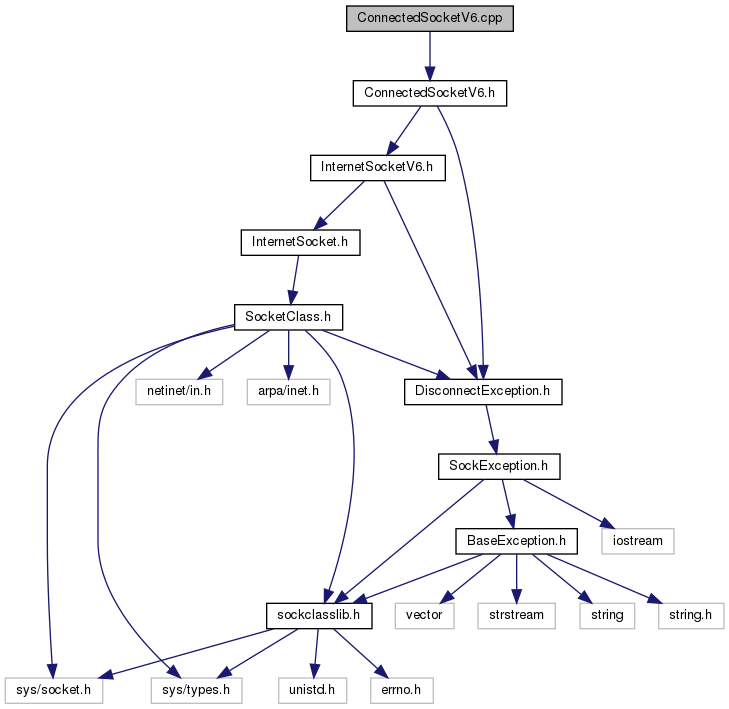 ConnectedSocketV6.cpp
ConnectedSocketV6.h
InternetSocketV6.h
InternetSocket.h
SocketClass.h
netinet/in.h
arpa/inet.h
DisconnectException.h
SockException.h
BaseException.h
iostream
sockclasslib.h
vector
strstream
string
string.h
sys/socket.h
sys/types.h
unistd.h
errno.h